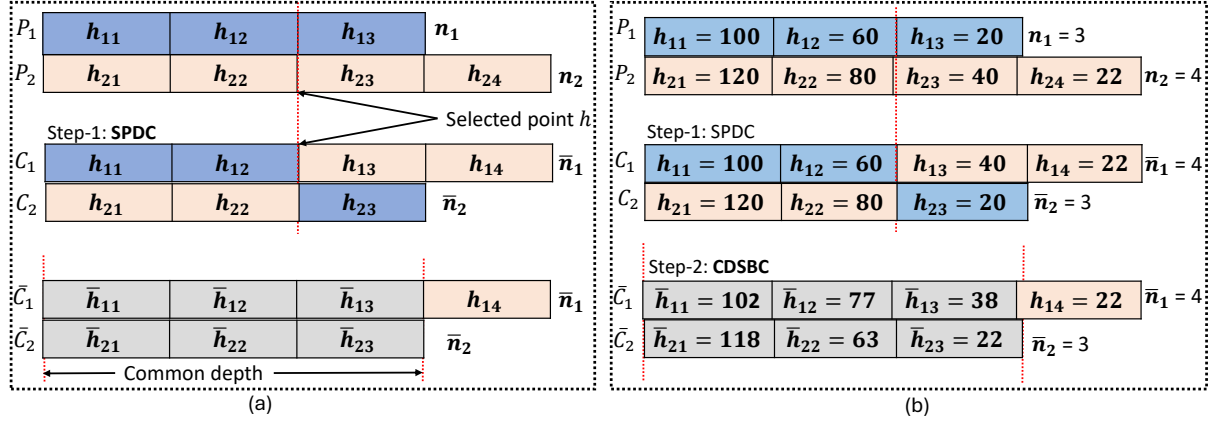 P₁ h₁₁ h₁₂ h₁₃ n₁
P₂ h₂₁ h₂₂ h₂₃ h₂₄ n₂
Selected point h
Step-1: SPDC
C₁ h₁₁ h₁₂ h₁₃ h₁₄ n̅₁
C₂ h₂₁ h₂₂ h₂₃ n̅₂
C̅₁ h̅₁₁ h̅₁₂ h̅₁₃ h₁₄ n̅₁
C̅₂ h̅₂₁ h̅₂₂ h̅₂₃ n̅₂
Common depth
(a)
P₁ h₁₁ = 100 h₁₂ = 60 h₁₃ = 20 n₁ = 3
P₂ h₂₁ = 120 h₂₂ = 80 h₂₃ = 40 h₂₄ = 22 n₂ = 4
Step-1: SPDC
C₁ h₁₁ = 100 h₁₂ = 60 h₁₃ = 40 h₁₄ = 22 n̅₁ = 4
C₂ h₂₁ = 120 h₂₂ = 80 h₂₃ = 20 n̅₂ = 3
Step-2: CDSBC
C̅₁ h̅₁₁ = 102 h̅₁₂ = 77 h̅₁₃ = 38 h₁₄ = 22 n̅₁ = 4
C̅₂ h̅₂₁ = 118 h̅₂₂ = 63 h̅₂₃ = 22 n̅₂ = 3
(b)